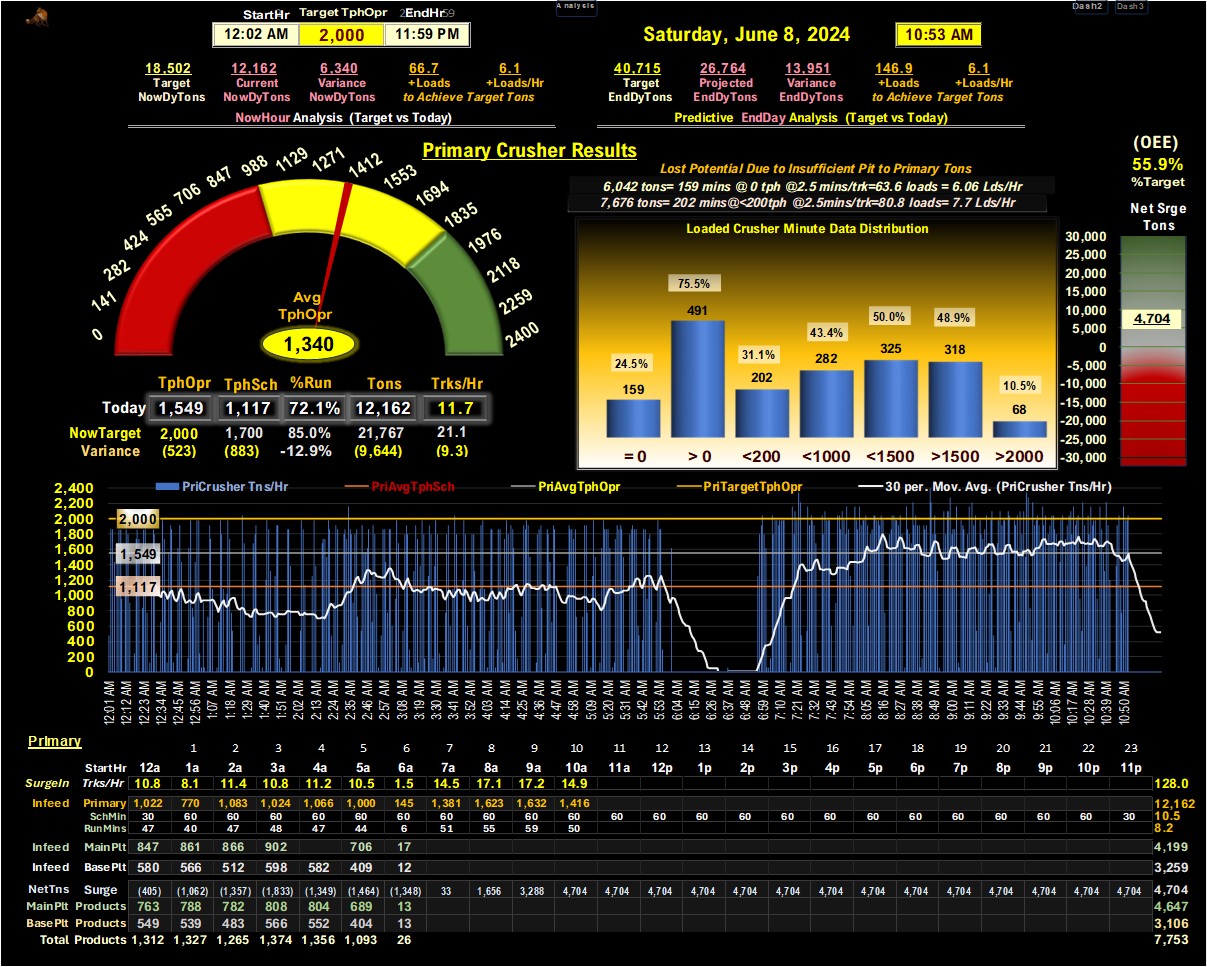 Analysis
Dash2 Dash3
StartHr Target TphOpr EndHr
12:02 AM 2,000 11:59 PM
Saturday, June 8, 2024 10:53 AM
18,502 12,162 6,340 66.7 6.1
Target Current Variance +Loads +Loads/Hr
NowDyTons NowDyTons NowDyTons to Achieve Target Tons
NowHour Analysis (Target vs Today)
40,715 26,764 13,951 146.9 6.1
Target Projected Variance +Loads +Loads/Hr
EndDyTons EndDyTons EndDyTons to Achieve Target Tons
Predictive EndDay Analysis (Target vs Today)
Primary Crusher Results
0 141 282 424 565 706 847 988 1129 1271 1412 1553 1694 1835 1976 2118 2259 2400
Avg
TphOpr
1,340
TphOpr TphSch %Run Tons Trks/Hr
Today 1,549 1,117 72.1% 12,162 11.7
NowTarget 2,000 1,700 85.0% 21,767 21.1
Variance (523) (883) -12.9% (9,644) (9.3)
Lost Potential Due to Insufficient Pit to Primary Tons
6,042 tons= 159 mins @ 0 tph @2.5 mins/trk=63.6 loads = 6.06 Lds/Hr
7,676 tons= 202 mins@<200tph @2.5mins/trk=80.8 loads= 7.7 Lds/Hr
Loaded Crusher Minute Data Distribution
24.5% 75.5% 31.1% 43.4% 50.0% 48.9% 10.5%
159 491 202 282 325 318 68
= 0 > 0 <200 <1000 <1500 >1500 >2000
(OEE)
55.9%
%Target
Net Srge
Tons
30,000
25,000
20,000
15,000
10,000
4,704
5,000
0
-5,000
-10,000
-15,000
-20,000
-25,000
-30,000
PriCrusher Tns/Hr PriAvgTphSch PriAvgTphOpr PriTargetTphOpr 30 per. Mov. Avg. (PriCrusher Tns/Hr)
2,400
2,200
2,000
1,800
1,600
1,400
1,200
1,000
800
600
400
200
0
2,000
1,549
1,117
12:01 AM 12:12 AM 12:23 AM 12:34 AM 12:45 AM 12:56 AM 1:07 AM 1:18 AM 1:29 AM 1:40 AM 1:51 AM 2:02 AM 2:13 AM 2:24 AM 2:35 AM 2:46 AM 2:57 AM 3:08 AM 3:19 AM 3:30 AM 3:41 AM 3:52 AM 4:03 AM 4:14 AM 4:25 AM 4:36 AM 4:47 AM 4:58 AM 5:09 AM 5:20 AM 5:31 AM 5:42 AM 5:53 AM 6:04 AM 6:15 AM 6:26 AM 6:37 AM 6:48 AM 6:59 AM 7:10 AM 7:21 AM 7:32 AM 7:43 AM 7:54 AM 8:05 AM 8:16 AM 8:27 AM 8:38 AM 8:49 AM 9:00 AM 9:11 AM 9:22 AM 9:33 AM 9:44 AM 9:55 AM 10:06 AM 10:17 AM 10:28 AM 10:39 AM 10:50 AM
Primary
1 2 3 4 5 6 7 8 9 10 11 12 13 14 15 16 17 18 19 20 21 22 23
StartHr 12a 1a 2a 3a 4a 5a 6a 7a 8a 9a 10a 11a 12p 1p 2p 3p 4p 5p 6p 7p 8p 9p 10p 11p
SurgeIn Trks/Hr 10.8 8.1 11.4 10.8 11.2 10.5 1.5 14.5 17.1 17.2 14.9 128.0
Infeed Primary 1,022 770 1,083 1,024 1,066 1,000 145 1,381 1,623 1,632 1,416 12,162
SchMin 30 60 60 60 60 60 60 60 60 60 60 60 60 60 60 60 60 60 60 60 60 60 60 30 10.5
RunMins 47 40 47 48 47 44 6 51 55 59 50 8.2
Infeed MainPlt 847 861 866 902 706 17 4,199
Infeed BasePlt 580 566 512 598 582 409 12 3,259
NetTns Surge (405) (1,062) (1,357) (1,833) (1,349) (1,464) (1,348) 33 1,656 3,288 4,704 4,704 4,704 4,704 4,704 4,704 4,704 4,704 4,704 4,704 4,704 4,704 4,704 4,704 4,704
MainPlt Products 763 788 782 808 804 689 13 4,647
BasePlt Products 549 539 483 566 552 404 13 3,106
Total Products 1,312 1,327 1,265 1,374 1,356 1,093 26 7,753